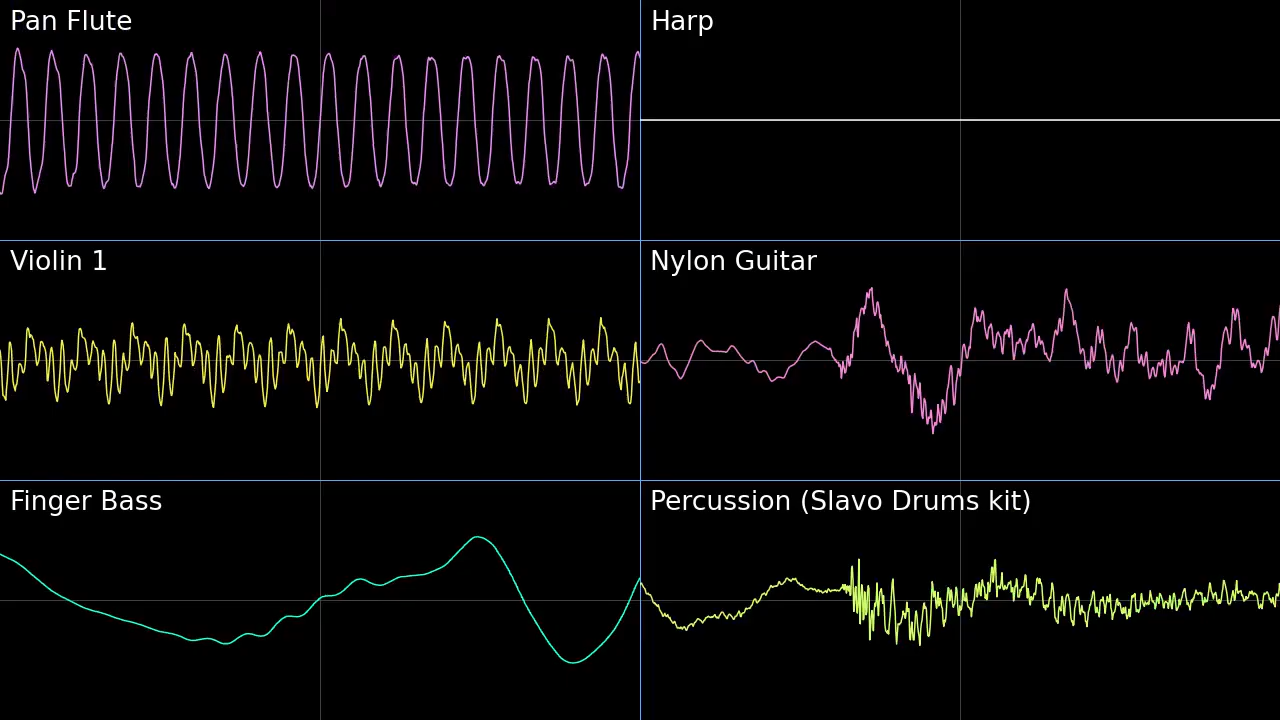 Pan Flute
Harp
Violin 1
Nylon Guitar
Finger Bass
Percussion (Slavo Drums kit)